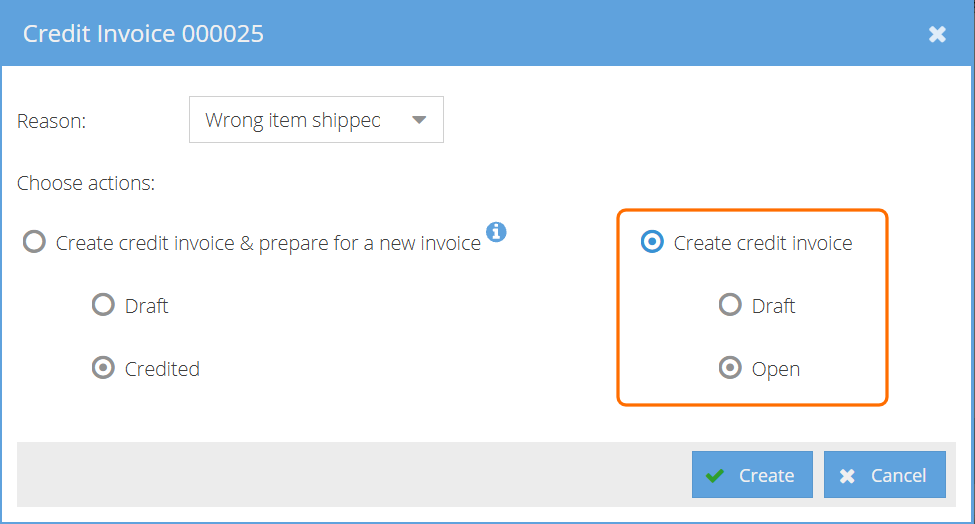 Credit Invoice 000025
Reason:
Wrong item shipped
Choose actions:
Create credit invoice & prepare for a new invoice
Create credit invoice
Draft
Draft
Credited
Open
Create
Cancel